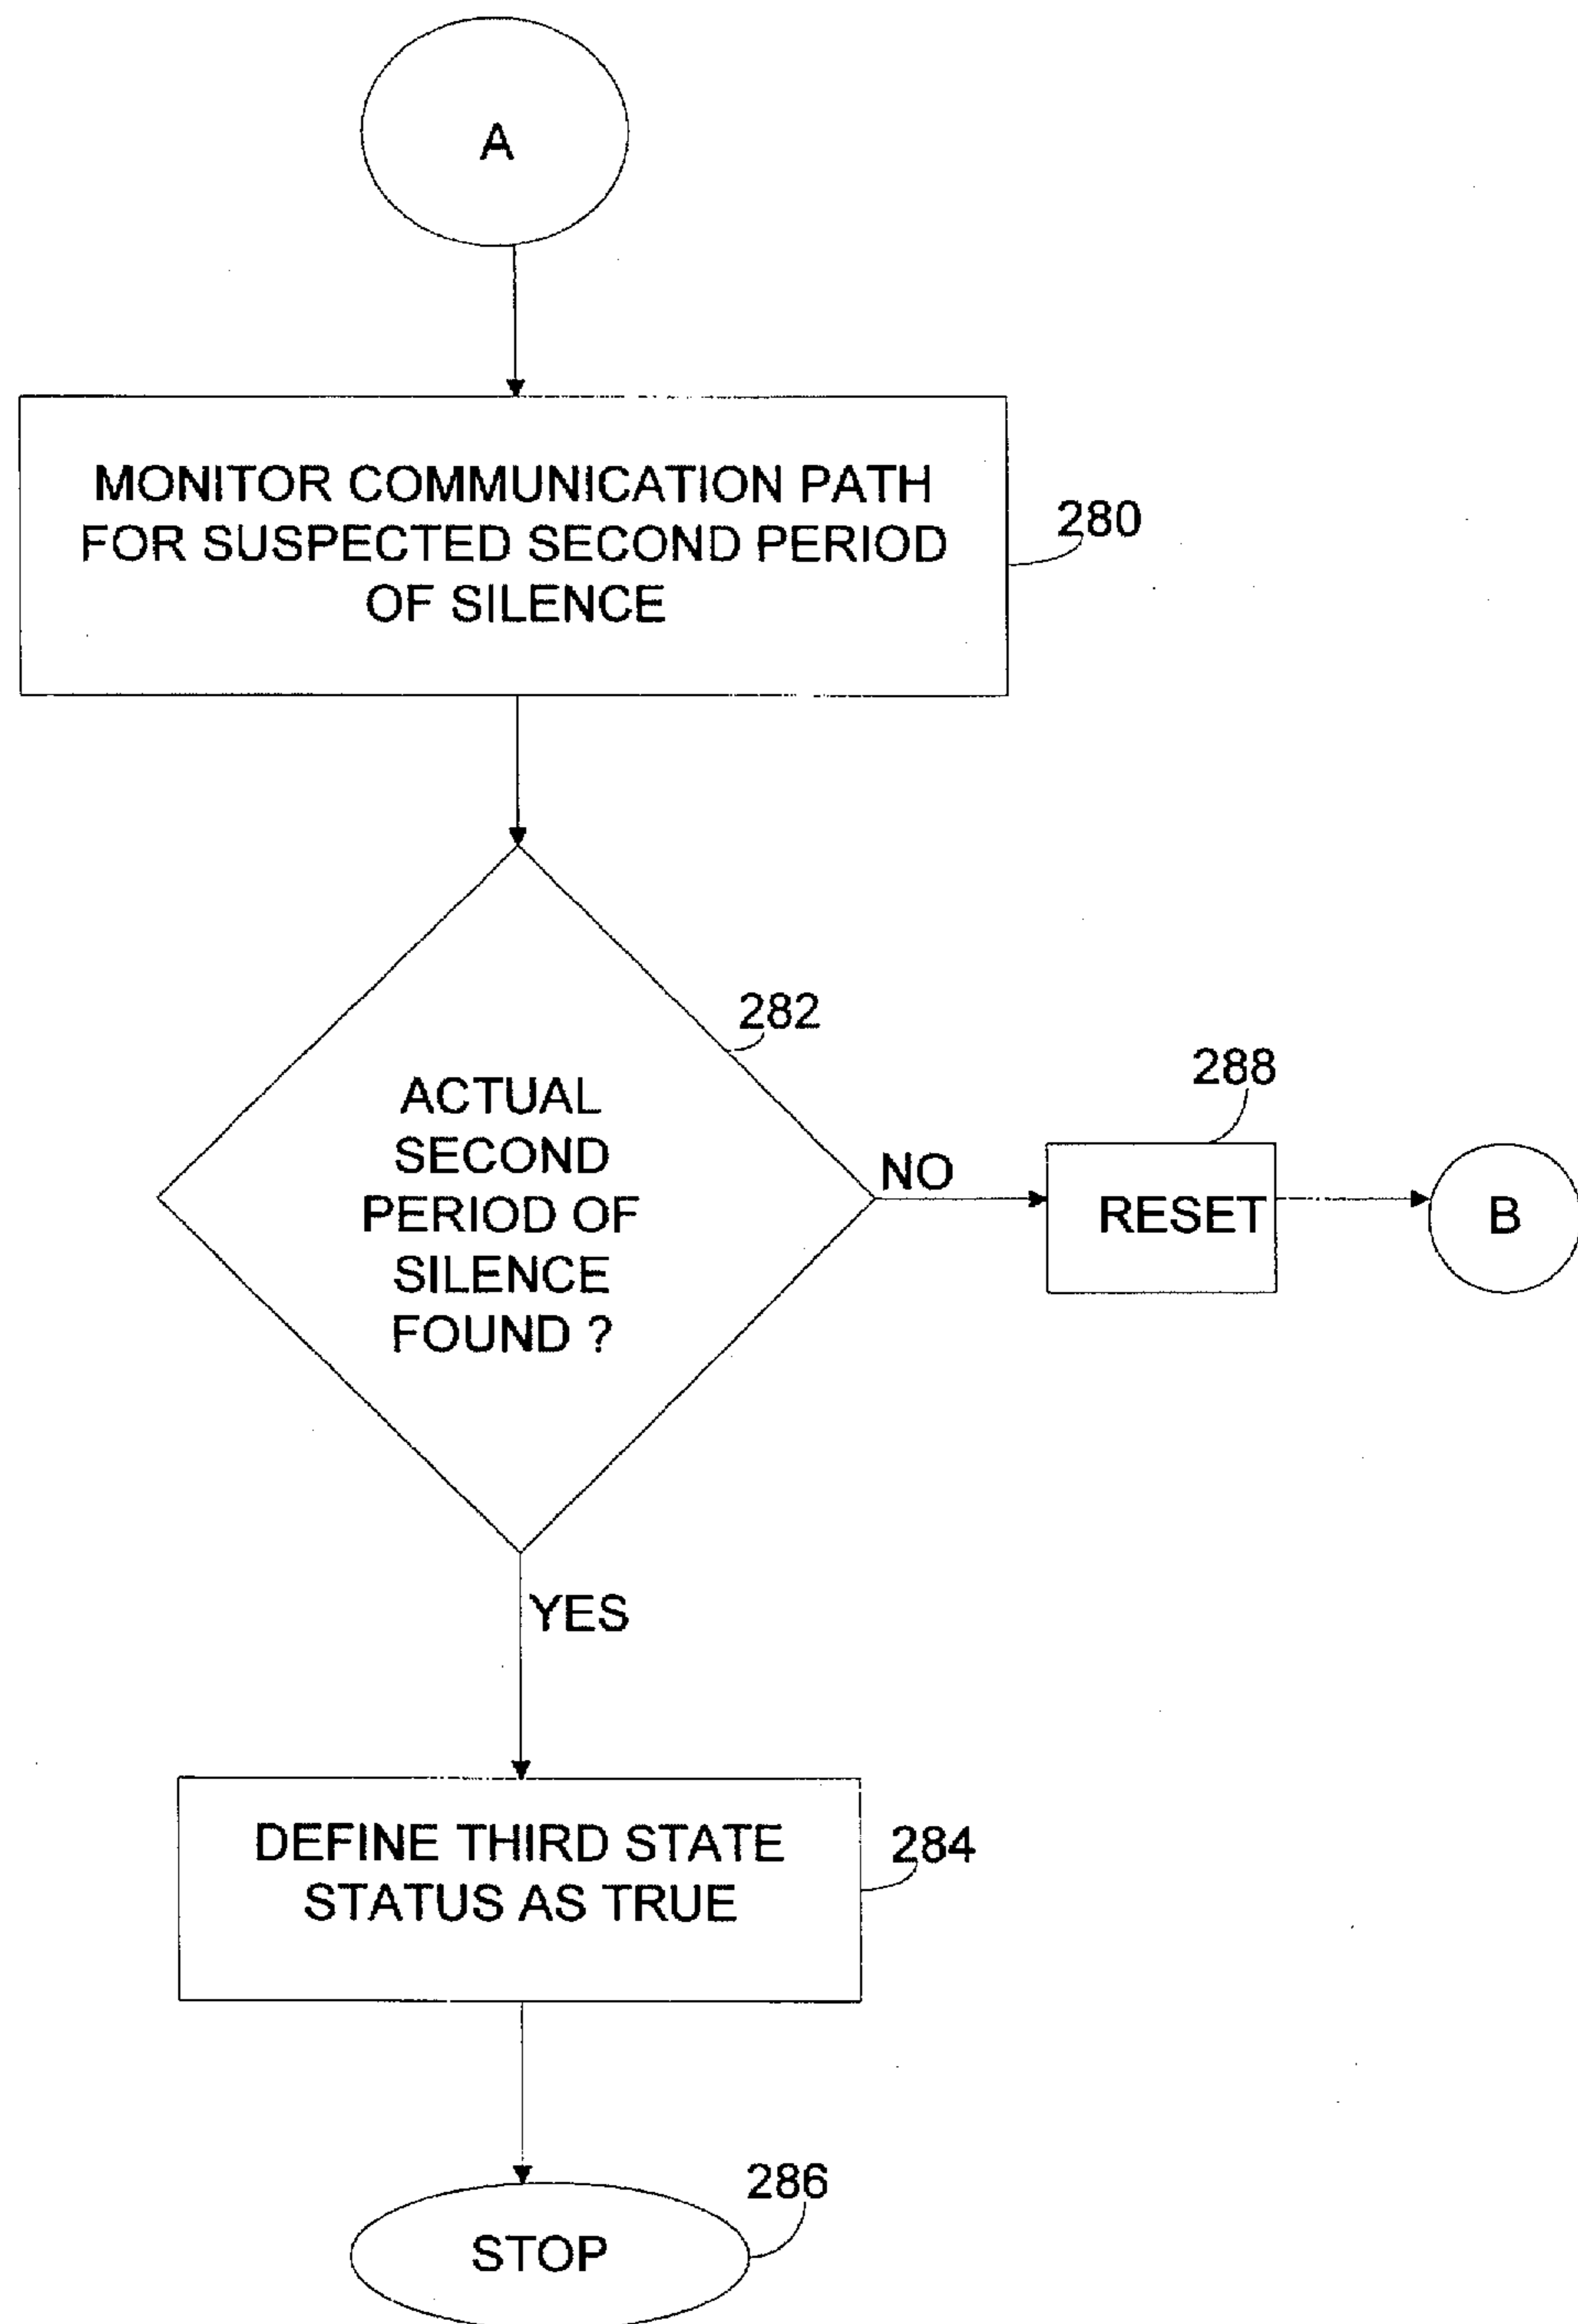 A
MONITOR COMMUNICATION PATH
FOR SUSPECTED SECOND PERIOD
OF SILENCE
280
282
ACTUAL
SECOND
PERIOD OF
SILENCE
FOUND ?
NO
288
RESET
B
YES
DEFINE THIRD STATE
STATUS AS TRUE
284
286
STOP